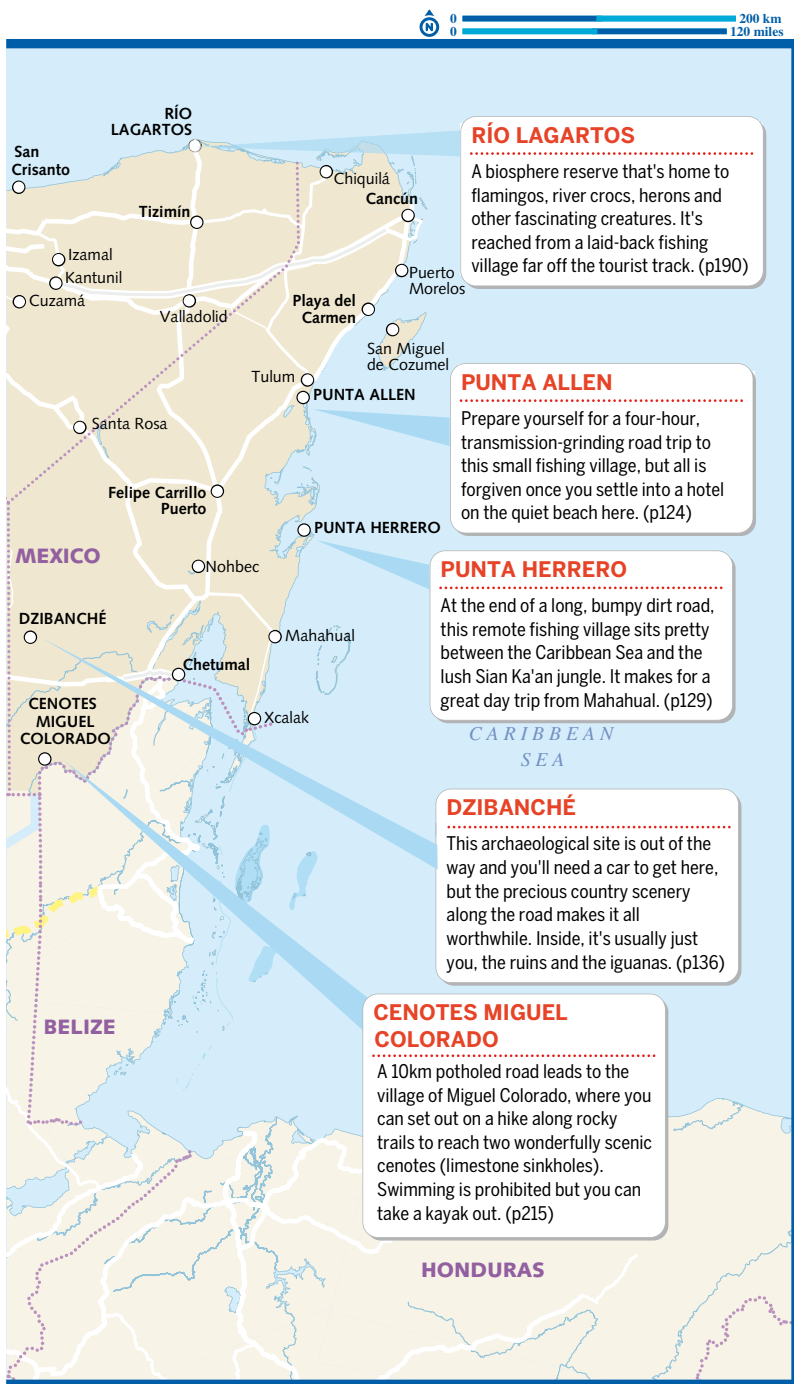 N
0 200 km
0 120 miles
RÍO
LAGARTOS
San
Crisanto
Chiquilá
Cancún
Tizimín
Izamal
Kantunil
Cuzamá
Valladolid
Puerto
Morelos
Playa del
Carmen
San Miguel
de Cozumel
Tulum
PUNTA ALLEN
Santa Rosa
Felipe Carrillo
Puerto
PUNTA HERRERO
MEXICO
Nohbec
DZIBANCHÉ
Mahahual
Chetumal
CENOTES
MIGUEL
COLORADO
Xcalak
CARIBBEAN
SEA
BELIZE
HONDURAS
RÍO LAGARTOS
A biosphere reserve that's home to
flamingos, river crocs, herons and
other fascinating creatures. It's
reached from a laid-back fishing
village far off the tourist track. (p190)
PUNTA ALLEN
Prepare yourself for a four-hour,
transmission-grinding road trip to
this small fishing village, but all is
forgiven once you settle into a hotel
on the quiet beach here. (p124)
PUNTA HERRERO
At the end of a long, bumpy dirt road,
this remote fishing village sits pretty
between the Caribbean Sea and the
lush Sian Ka'an jungle. It makes for a
great day trip from Mahahual. (p129)
DZIBANCHÉ
This archaeological site is out of the
way and you'll need a car to get here,
but the precious country scenery
along the road makes it all
worthwhile. Inside, it's usually just
you, the ruins and the iguanas. (p136)
CENOTES MIGUEL
COLORADO
A 10km potholed road leads to the
village of Miguel Colorado, where you
can set out on a hike along rocky
trails to reach two wonderfully scenic
cenotes (limestone sinkholes).
Swimming is prohibited but you can
take a kayak out. (p215)